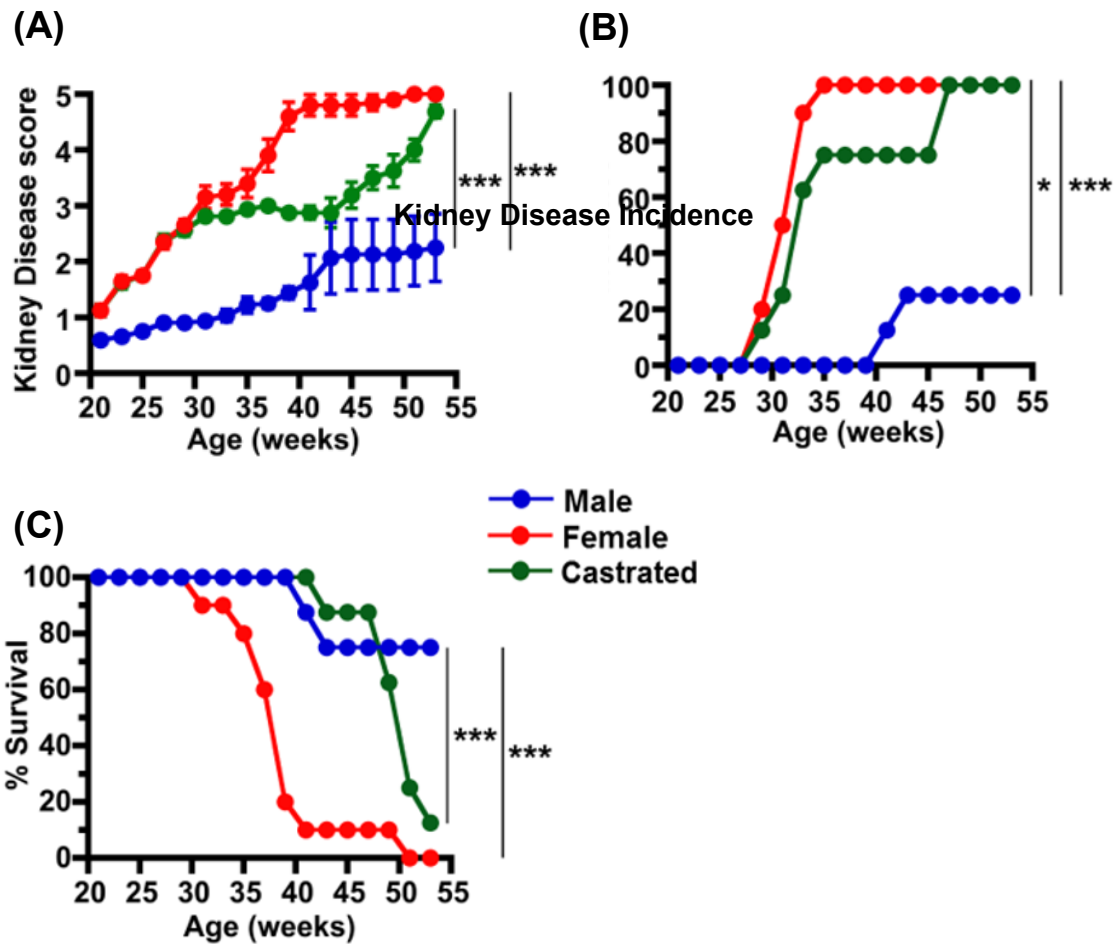 (A)
5
4
3
2
1
0
Kidney Disease score
20 25 30 35 40 45 50 55
Age (weeks)
***
***
(B)
100
80
60
40
20
0
Kidney Disease Incidence
20 25 30 35 40 45 50 55
Age (weeks)
*
***
(C)
100
80
60
40
20
0
% Survival
20 25 30 35 40 45 50 55
Age (weeks)
***
***
Male
Female
Castrated